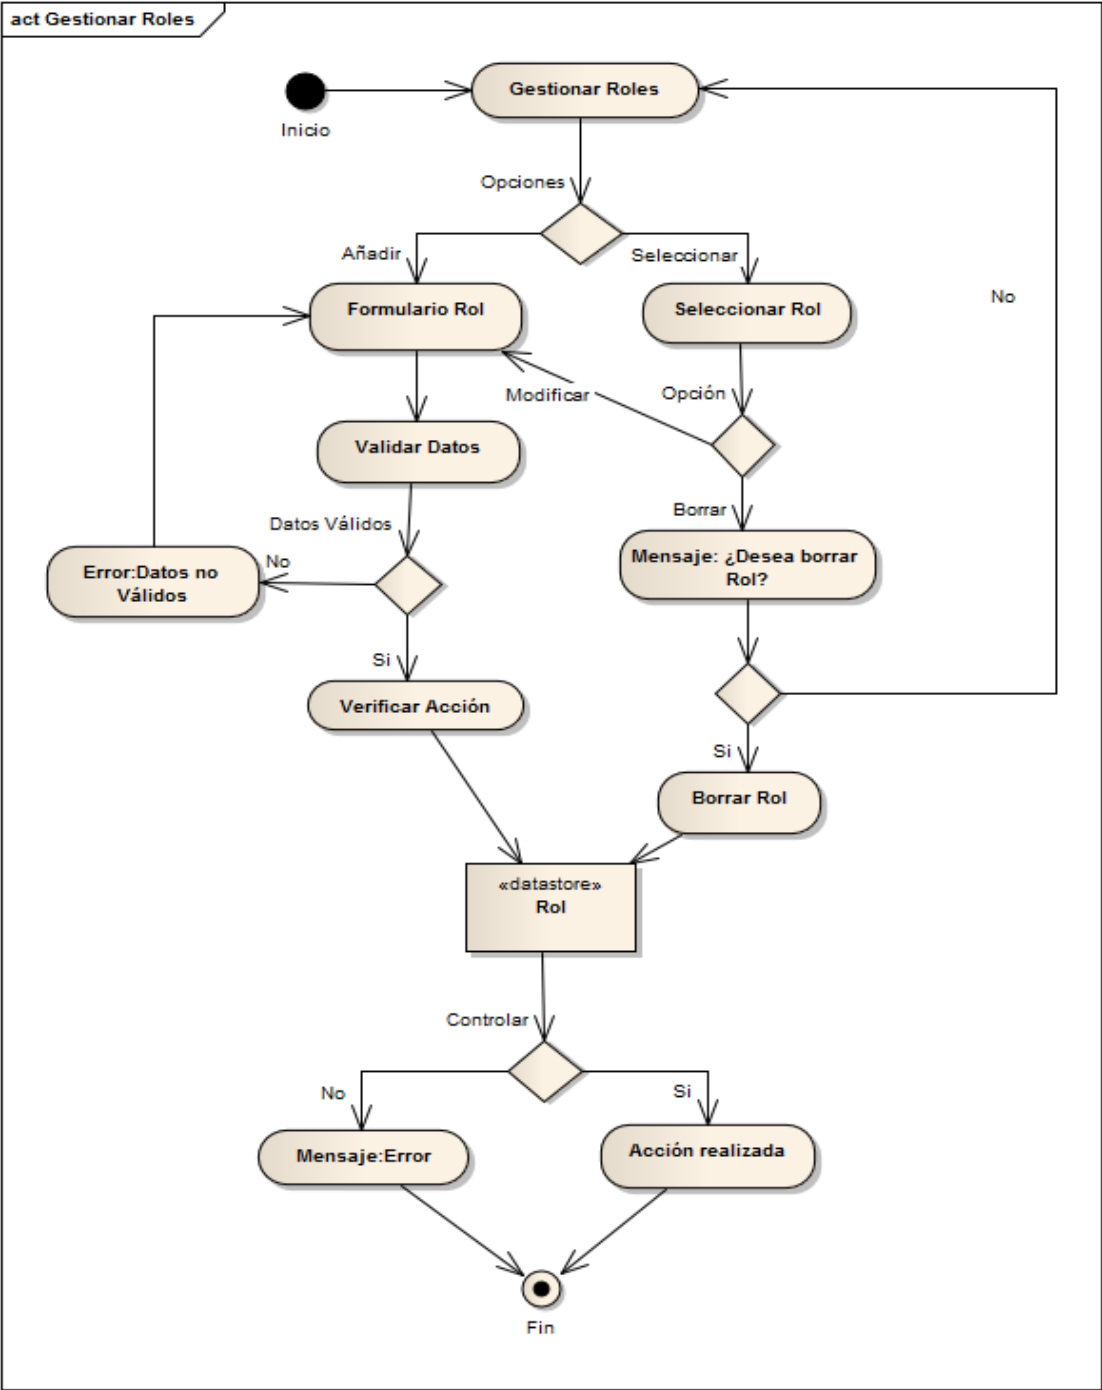 act Gestionar Roles
Gestionar Roles
Inicio
Opciones
Añadir
Seleccionar
Formulario Rol
Seleccionar Rol
No
Modificar
Opción
Validar Datos
Borrar
Datos Válidos
Mensaje: ¿Desea borrar
Rol?
No
Error:Datos no
Válidos
Si
Verificar Acción
Si
Borrar Rol
«datastore»
Rol
Controlar
No
Si
Mensaje:Error
Acción realizada
Fin